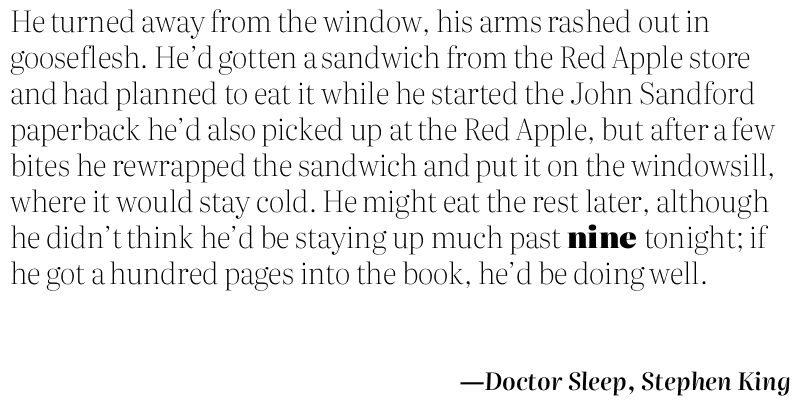 He turned away from the window, his arms rashed out in
gooseflesh. He’d gotten a sandwich from the Red Apple store
and had planned to eat it while he started the John Sandford
paperback he’d also picked up at the Red Apple, but after a few
bites he rewrapped the sandwich and put it on the windowsill,
where it would stay cold. He might eat the rest later, although
he didn’t think he’d be staying up much past nine tonight; if
he got a hundred pages into the book, he’d be doing well.
—Doctor Sleep, Stephen King